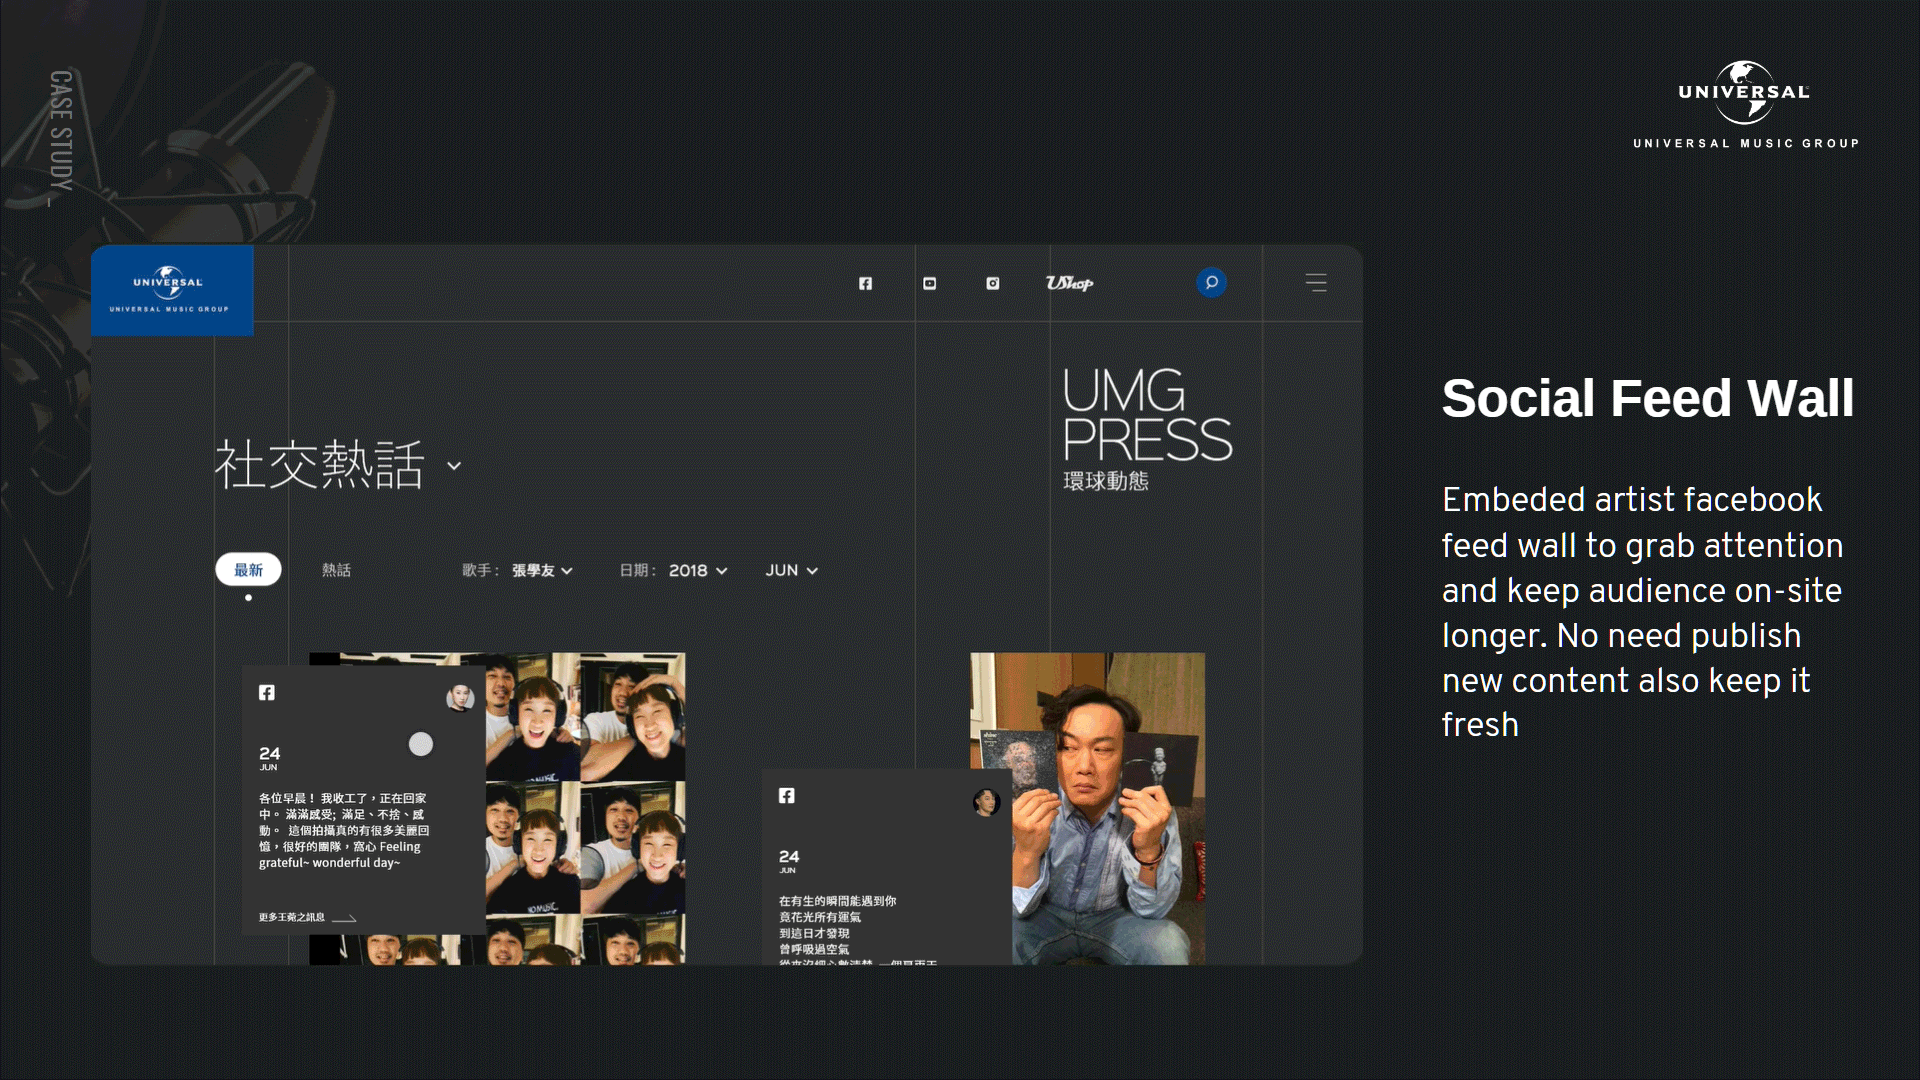 CASE STUDY –
UNIVERSAL
UNIVERSAL MUSIC GROUP
UNIVERSAL
UNIVERSAL MUSIC GROUP
UShop
UMG
PRESS
環球動態
社交熱話
最新
熱話
歌手： 張學友
日期： 2018
JUN
24
JUN
各位早晨！ 我收工了，正在回家
中。 滿滿感受; 滿足、不捨、感
動。 這個拍攝真的有很多美麗回
憶，很好的團隊，窩心 Feeling
grateful~ wonderful day~
更多王菀之訊息
24
JUN
在有生的瞬間能遇到你
竟花光所有運氣
到這日才發現
曾呼吸過空氣
Social Feed Wall
Embeded artist facebook
feed wall to grab attention
and keep audience on-site
longer. No need publish
new content also keep it
fresh